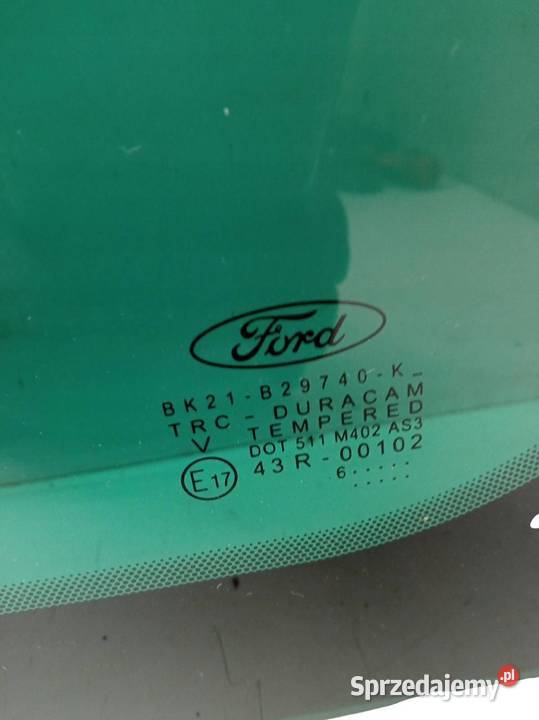 Ford
BK21-B29740-K-
TRC-DURACAM
V TEMPERED
DOT 511 M402 AS3
E17 43R-00102
6.....
.....
Sprzedajemy.pl